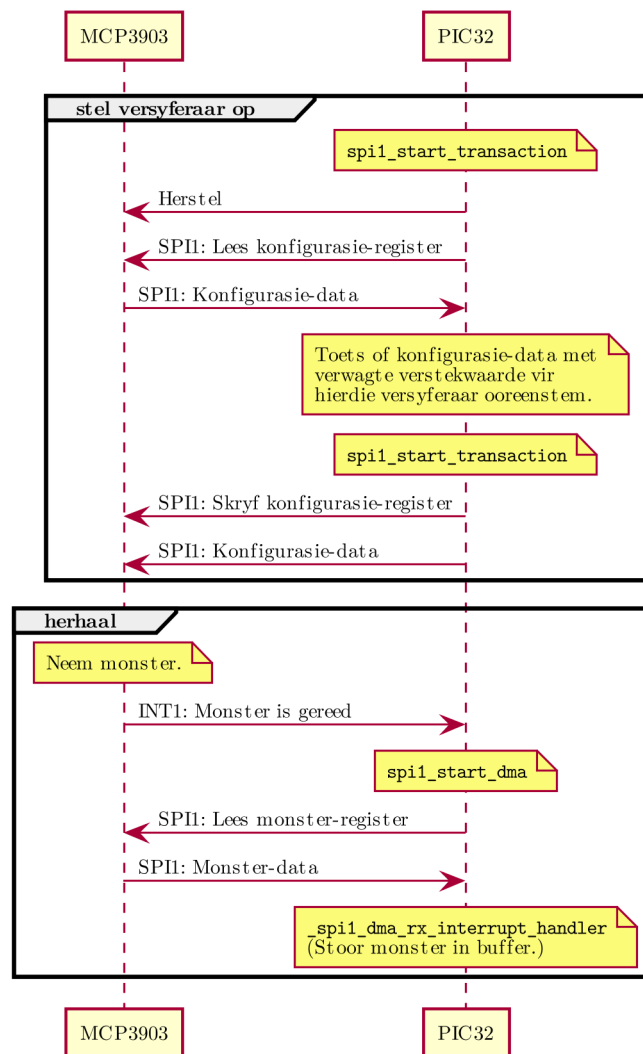 MCP3903 PIC32
stel versyferaar op
spi1_start_transaction
Herstel
SPI1: Lees konfigurasie-register
SPI1: Konfigurasie-data
Toets of konfigurasie-data met
verwagte verstekwaarde vir
hierdie versyferaar ooreenstem.
spi1_start_transaction
SPI1: Skryf konfigurasie-register
SPI1: Konfigurasie-data
herhaal
Neem monster.
INT1: Monster is gereed
spi1_start_dma
SPI1: Lees monster-register
SPI1: Monster-data
_spi1_dma_rx_interrupt_handler
(Stoor monster in buffer.)
MCP3903 PIC32